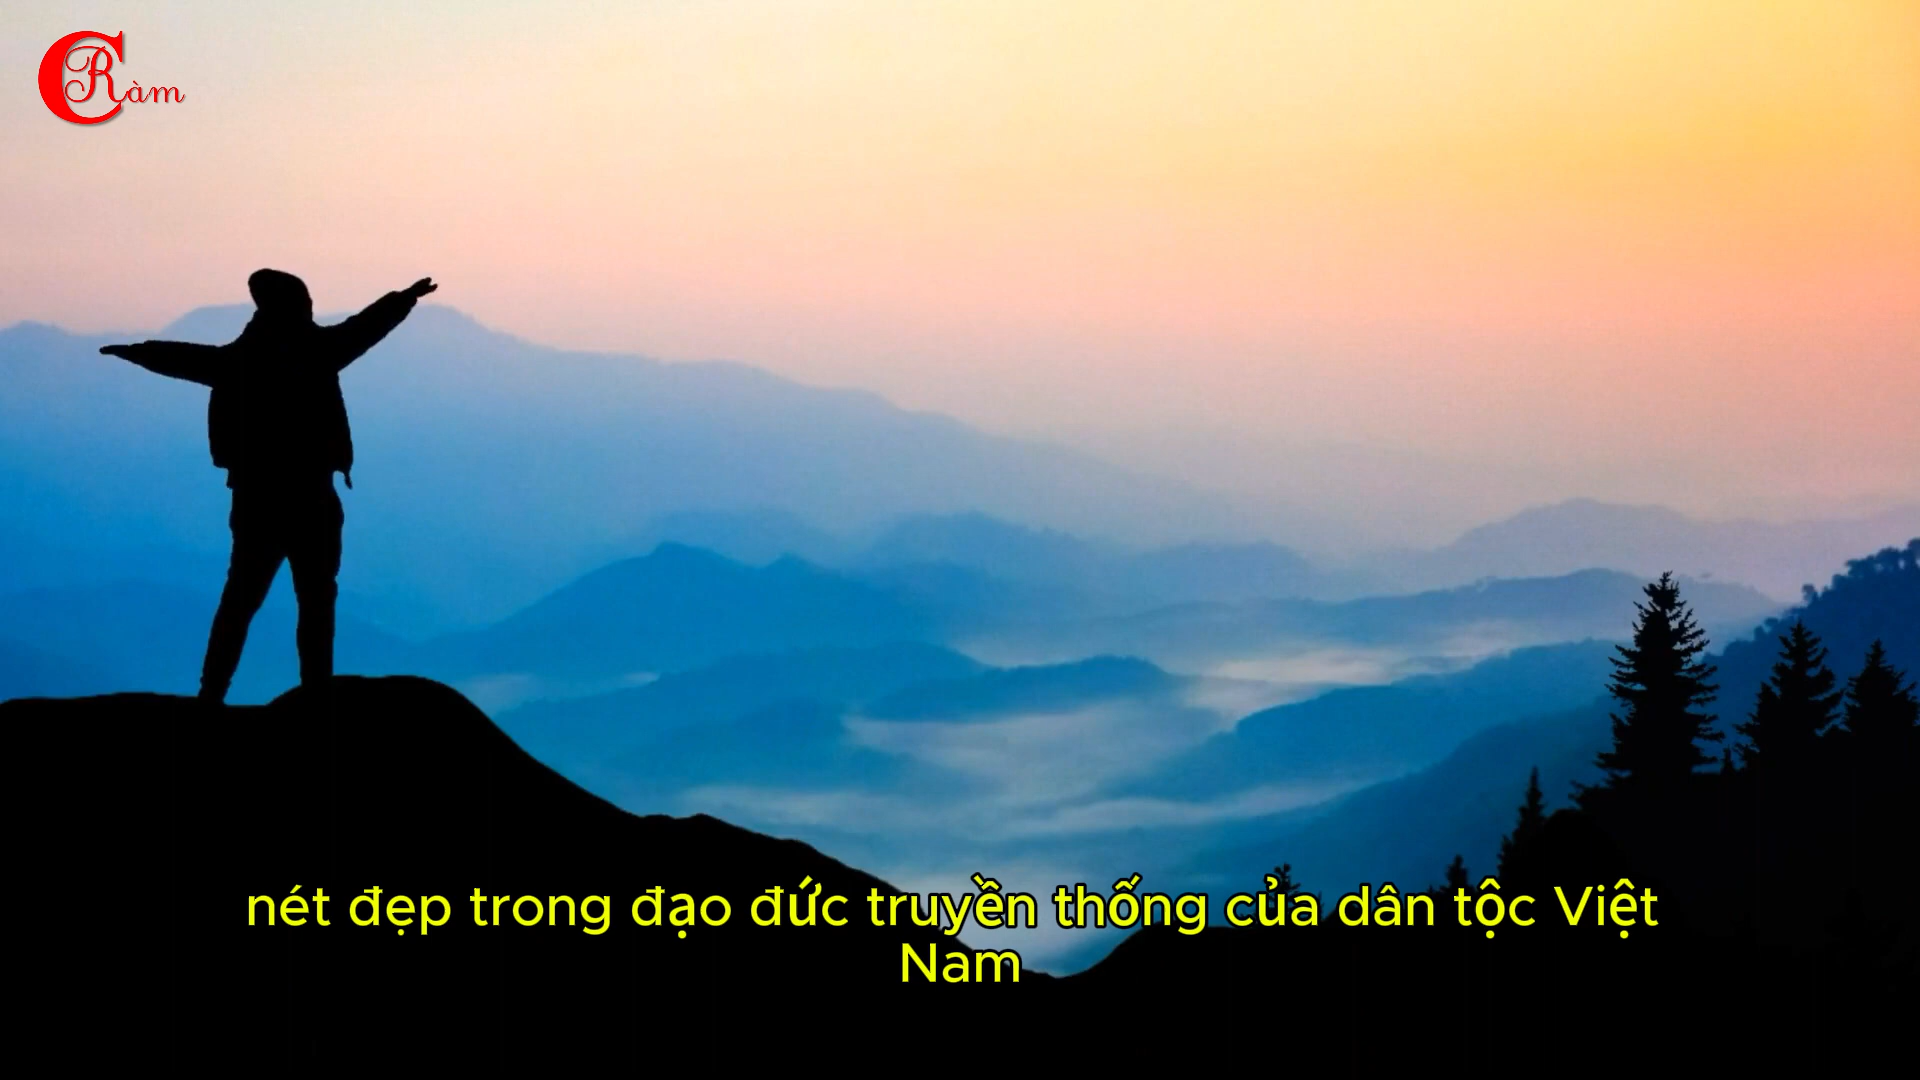 C Ràm
nét đẹp trong đạo đức truyền thống của dân tộc Việt
Nam